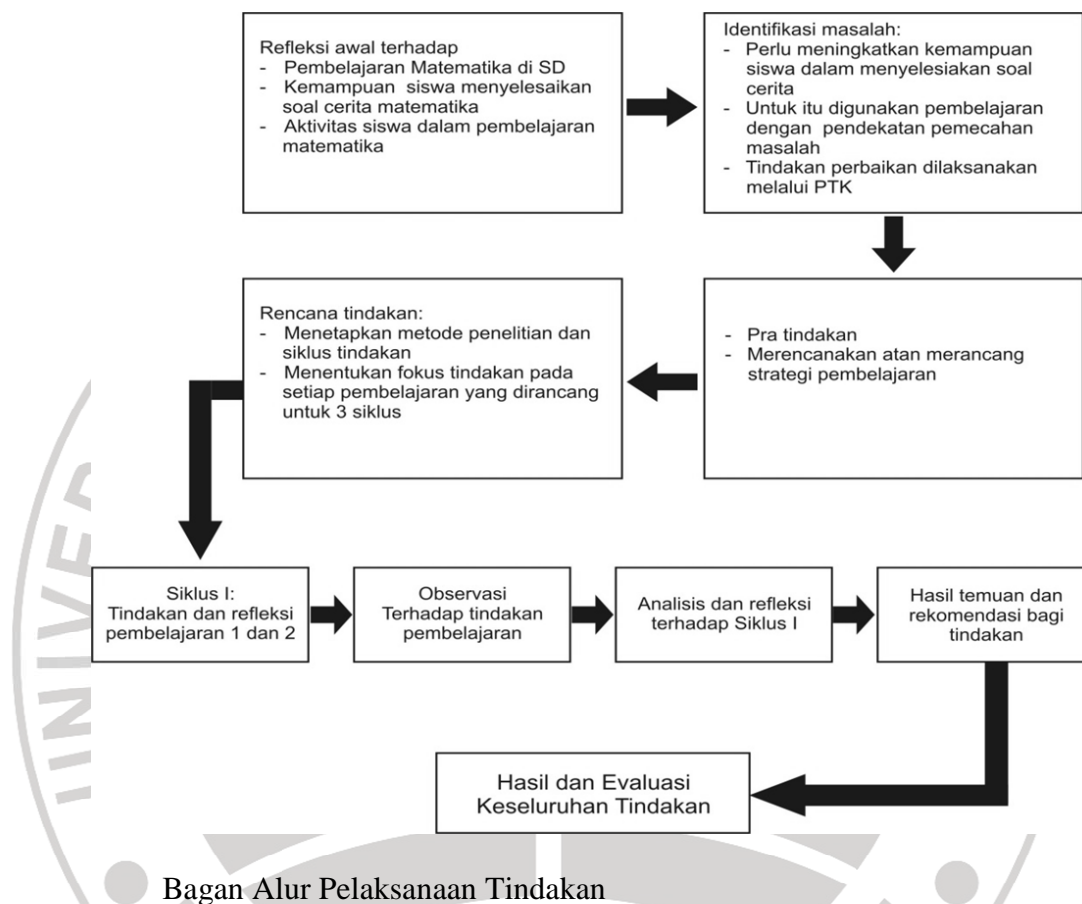 Refleksi awal terhadap
- Pembelajaran Matematika di SD
- Kemampuan siswa menyelesaikan
soal cerita matematika
- Aktivitas siswa dalam pembelajaran
matematika
Identifikasi masalah:
- Perlu meningkatkan kemampuan
siswa dalam menyelesiakan soal
cerita
- Untuk itu digunakan pembelajaran
dengan pendekatan pemecahan
masalah
- Tindakan perbaikan dilaksanakan
melalui PTK
- Pra tindakan
- Merencanakan atan merancang
strategi pembelajaran
Rencana tindakan:
- Menetapkan metode penelitian dan
siklus tindakan
- Menentukan fokus tindakan pada
setiap pembelajaran yang dirancang
untuk 3 siklus
Siklus I:
Tindakan dan refleksi
pembelajaran 1 dan 2
Observasi
Terhadap tindakan
pembelajaran
Analisis dan refleksi
terhadap Siklus I
Hasil temuan dan
rekomendasi bagi
tindakan
Hasil dan Evaluasi
Keseluruhan Tindakan
Bagan Alur Pelaksanaan Tindakan